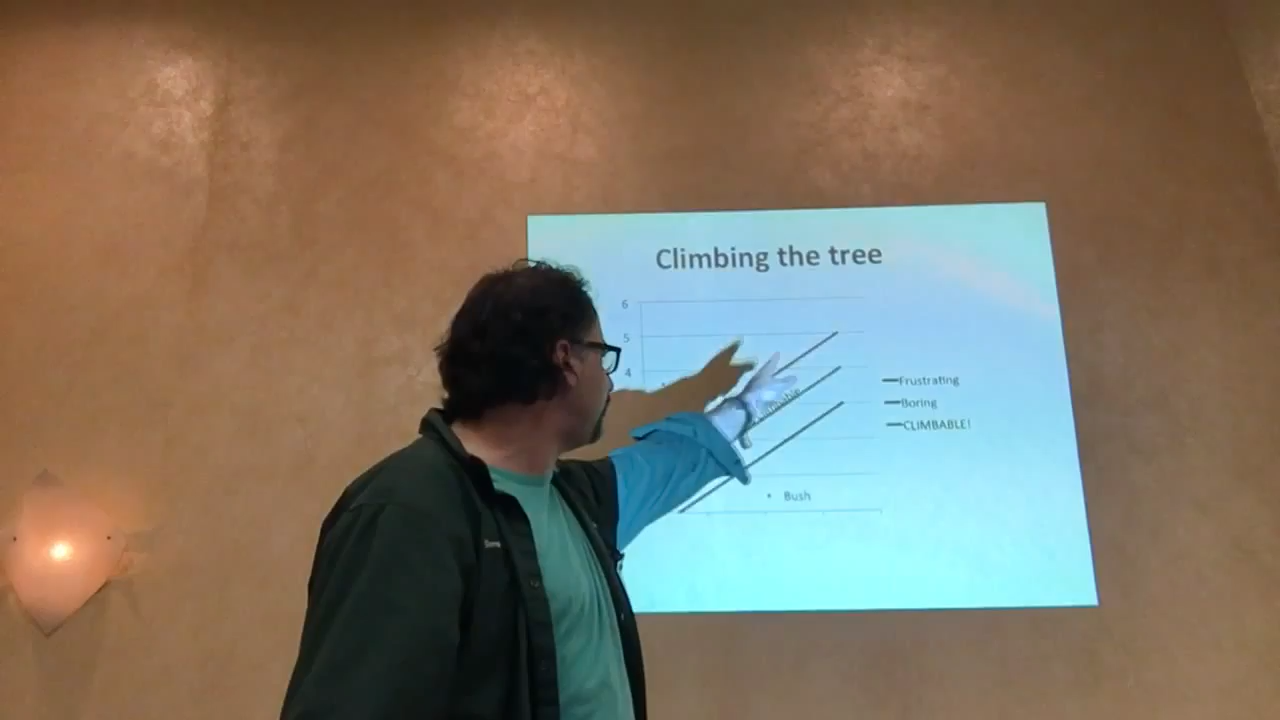 Climbing the tree
6
5
4
Frustrating
Boring
CLIMBABLE!
Bush